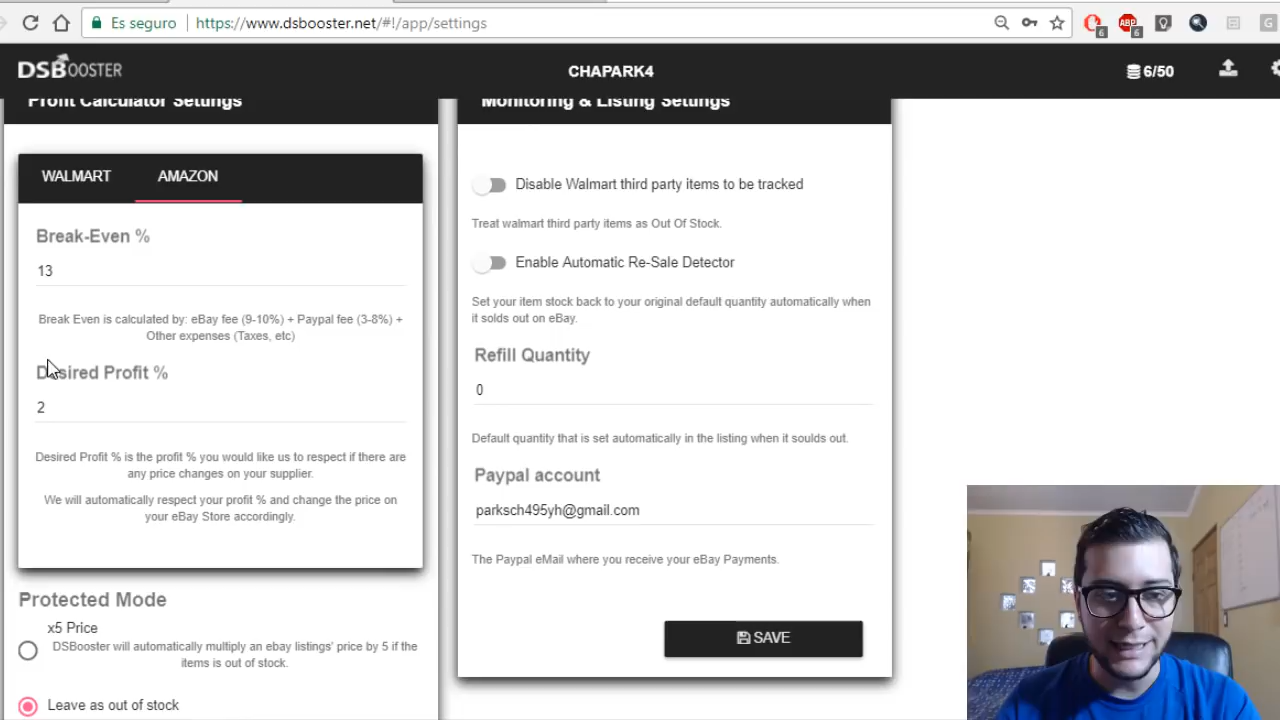 Es seguro
https://www.dsbooster.net/#!/app/settings
6
ABP
6
G
DSBOOSTER
CHAPARK4
6/50
Profit Calculator Settings
WALMART
AMAZON
Break-Even %
13
Break Even is calculated by: eBay fee (9-10%) + Paypal fee (3-8%) +
Other expenses (Taxes, etc)
Desired Profit %
2
Desired Profit % is the profit % you would like us to respect if there are
any price changes on your supplier.
We will automatically respect your profit % and change the price on
your eBay Store accordingly.
Protected Mode
x5 Price
DSBooster will automatically multiply an ebay listings' price by 5 if the
items is out of stock.
Leave as out of stock
Monitoring & Listing Settings
Disable Walmart third party items to be tracked
Treat walmart third party items as Out Of Stock.
Enable Automatic Re-Sale Detector
Set your item stock back to your original default quantity automatically when
it solds out on eBay.
Refill Quantity
0
Default quantity that is set automatically in the listing when it soulds out.
Paypal account
parksch495yh@gmail.com
The Paypal eMail where you receive your eBay Payments.
SAVE